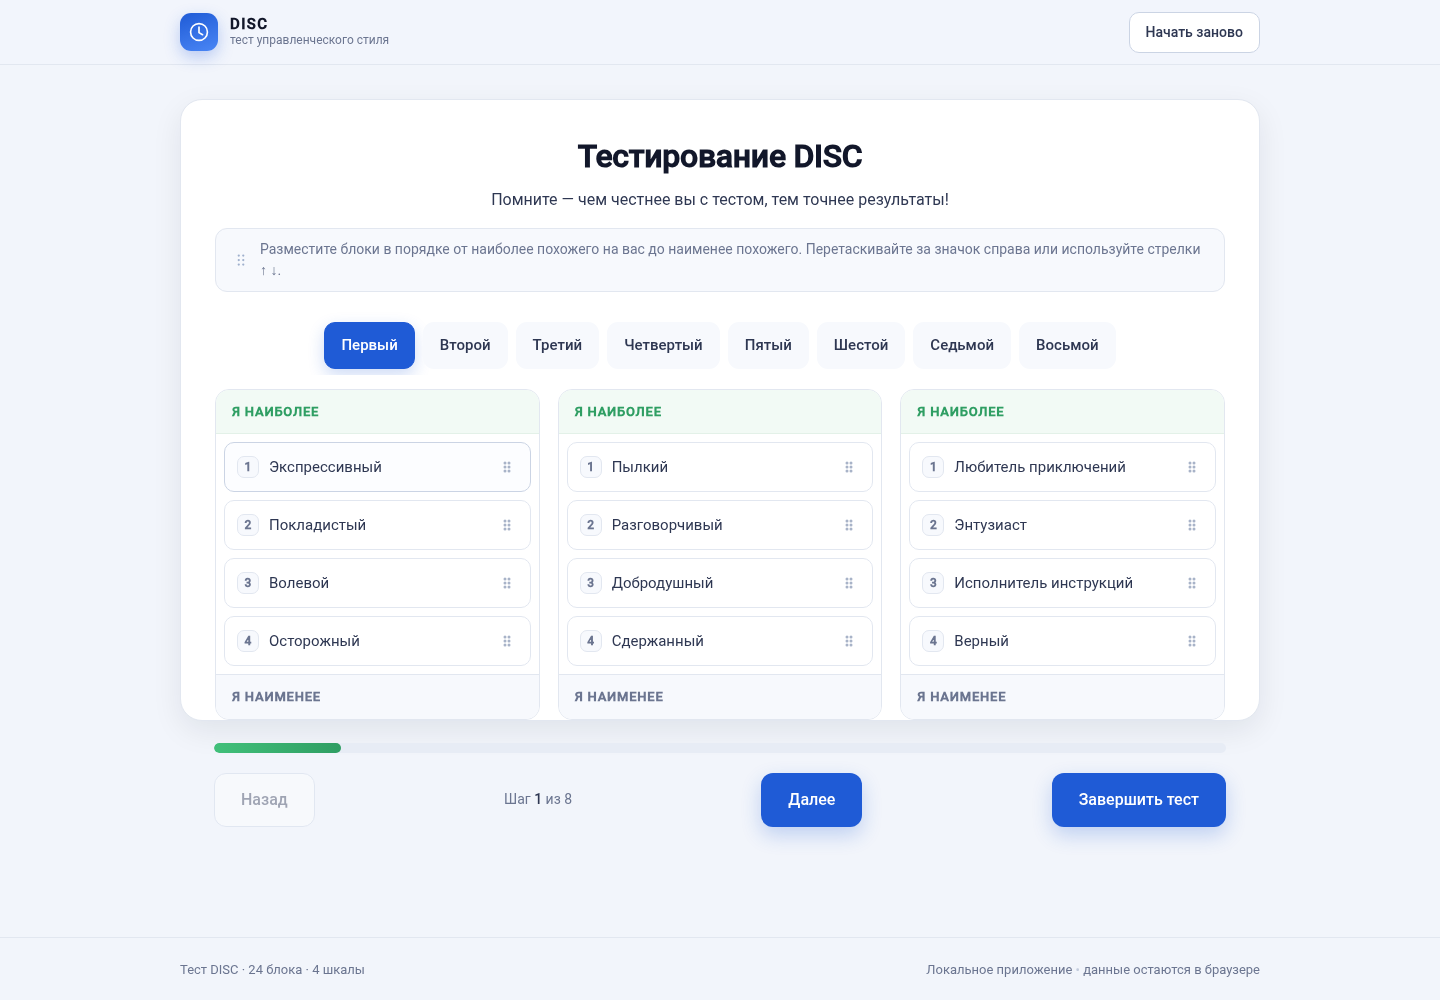 DISC
тест управленческого стиля
Начать заново
Тестирование DISC
Помните — чем честнее вы с тестом, тем точнее результаты!
Разместите блоки в порядке от наиболее похожего на вас до наименее похожего. Перетаскивайте за значок справа или используйте стрелки
↑ ↓.
Первый
Второй
Третий
Четвертый
Пятый
Шестой
Седьмой
Восьмой
Я НАИБОЛЕЕ
1 Экспрессивный
2 Покладистый
3 Волевой
4 Осторожный
Я НАИМЕНЕЕ
Я НАИБОЛЕЕ
1 Пылкий
2 Разговорчивый
3 Добродушный
4 Сдержанный
Я НАИМЕНЕЕ
Я НАИБОЛЕЕ
1 Любитель приключений
2 Энтузиаст
3 Исполнитель инструкций
4 Верный
Я НАИМЕНЕЕ
Назад
Шаг 1 из 8
Далее
Завершить тест
Тест DISC · 24 блока · 4 шкалы
Локальное приложение · данные остаются в браузере